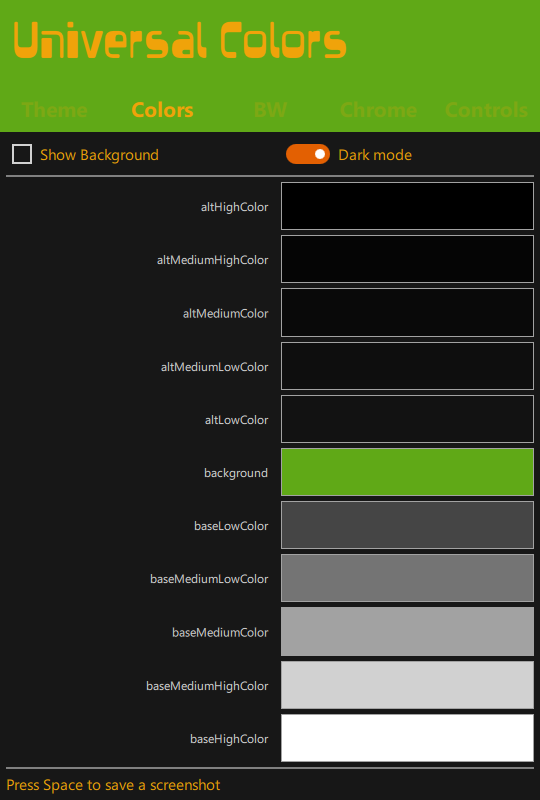 Universal Colors
Theme Colors BW Chrome Controls
Show Background Dark mode
altHighColor
altMediumHighColor
altMediumColor
altMediumLowColor
altLowColor
background
baseLowColor
baseMediumLowColor
baseMediumColor
baseMediumHighColor
baseHighColor
Press Space to save a screenshot